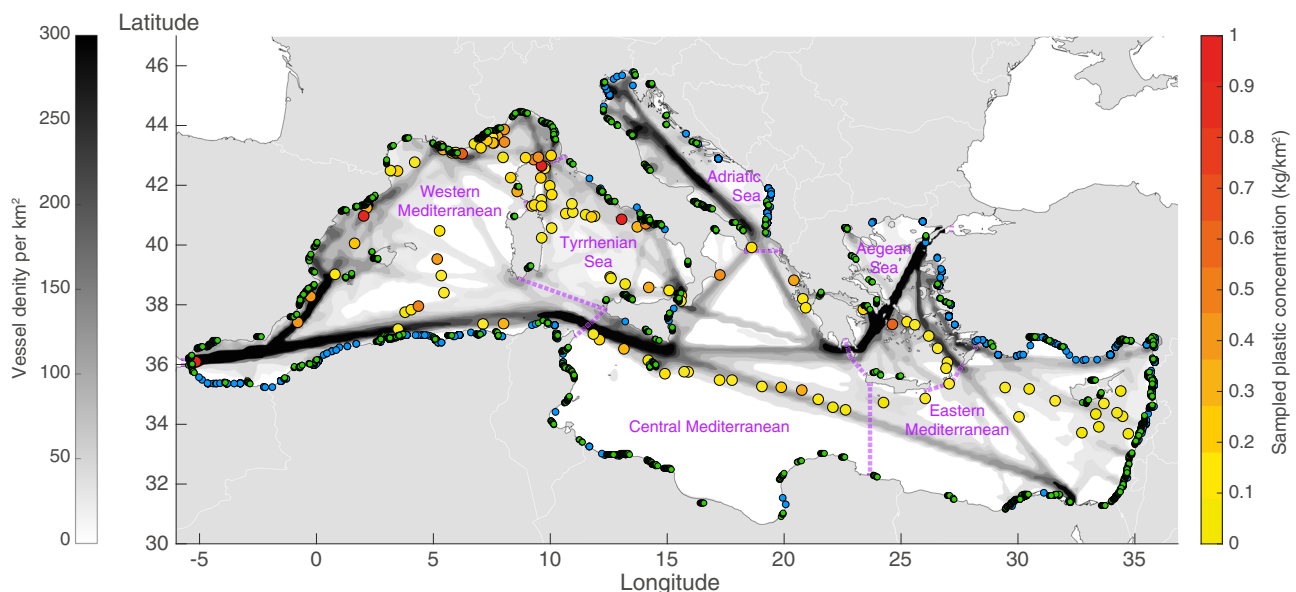 Latitude
Vessel denity per km²
300
250
200
150
100
50
0
46
44
42
40
38
36
34
32
30
-5
0
5
10
15
20
25
30
35
Longitude
Western
Mediterranean
Tyrrhenian
Sea
Adriatic
Sea
Aegean
Sea
Central Mediterranean
Eastern
Mediterranean
1
0.9
0.8
0.7
0.6
0.5
0.4
0.3
0.2
0.1
0
Sampled plastic concentration (kg/km²)